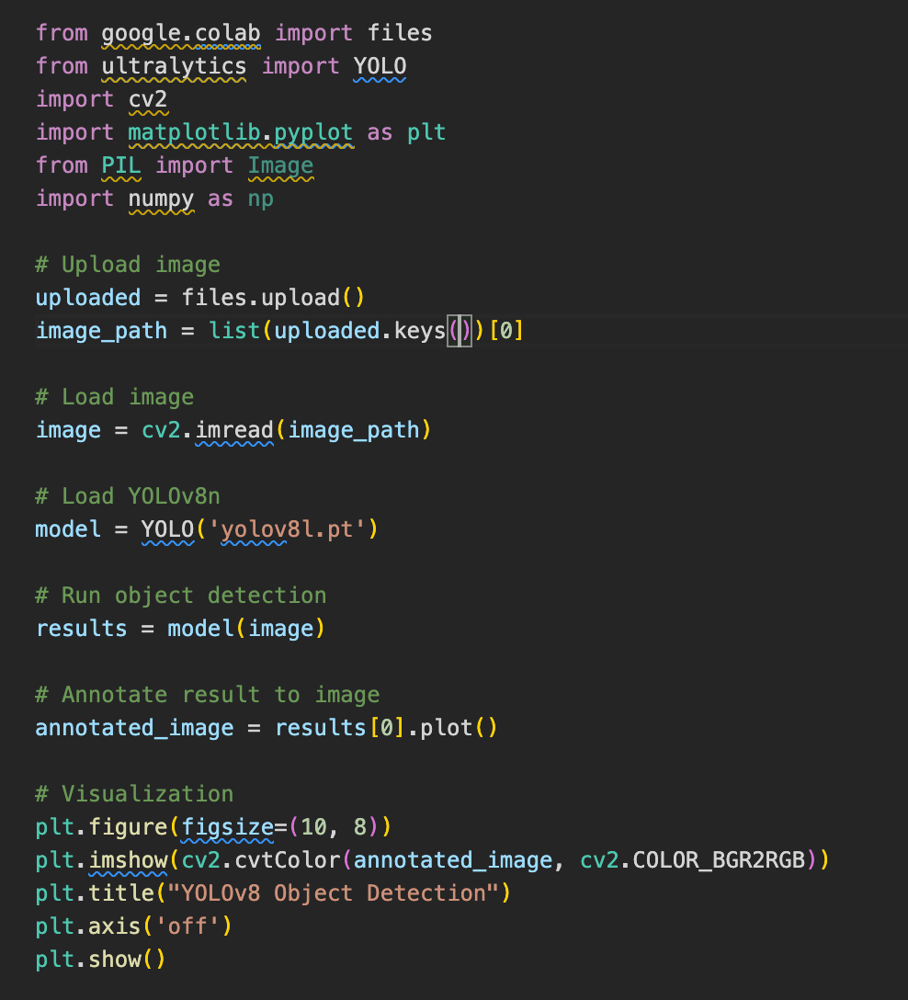 from google.colab import files
from ultralytics import YOLO
import cv2
import matplotlib.pyplot as plt
from PIL import Image
import numpy as np

# Upload image
uploaded = files.upload()
image_path = list(uploaded.keys())[0]

# Load image
image = cv2.imread(image_path)

# Load YOLOv8n
model = YOLO('yolov8l.pt')

# Run object detection
results = model(image)

# Annotate result to image
annotated_image = results[0].plot()

# Visualization
plt.figure(figsize=(10, 8))
plt.imshow(cv2.cvtColor(annotated_image, cv2.COLOR_BGR2RGB))
plt.title("YOLOv8 Object Detection")
plt.axis('off')
plt.show()